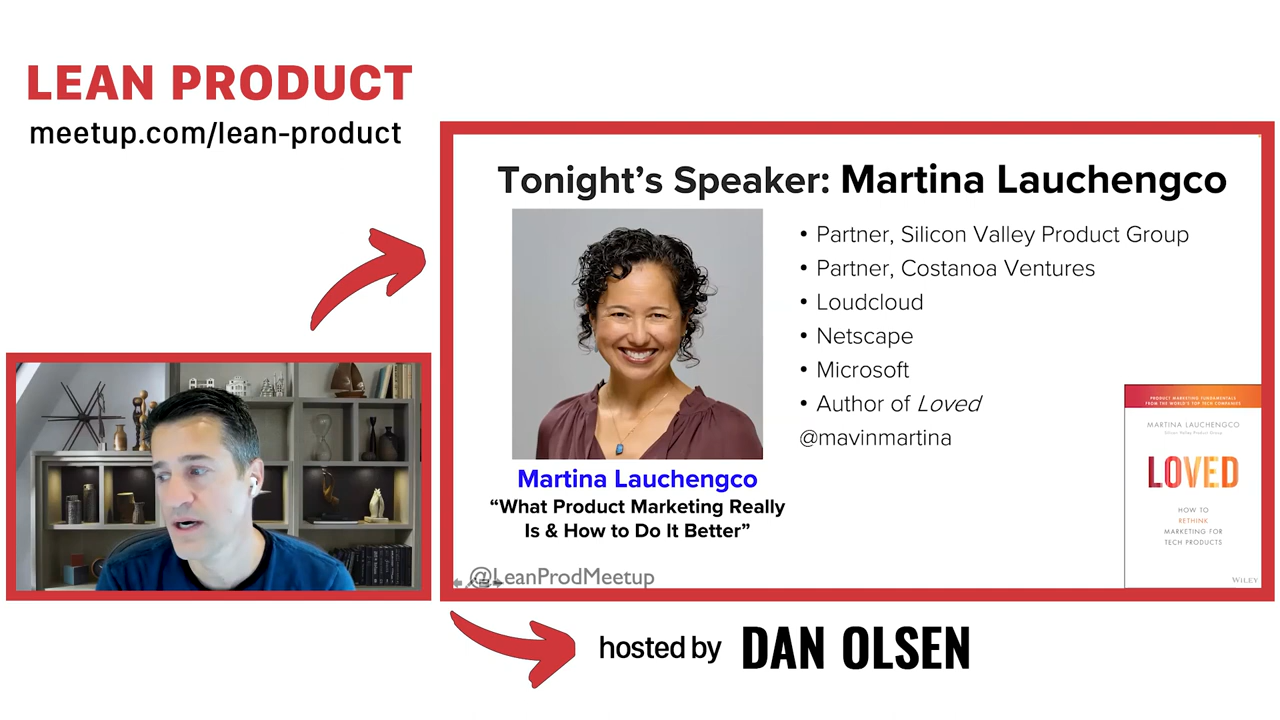 LEAN PRODUCT
meetup.com/lean-product
Tonight’s Speaker: Martina Lauchengco
• Partner, Silicon Valley Product Group
• Partner, Costanoa Ventures
• Loudcloud
• Netscape
• Microsoft
• Author of Loved
@mavinmartina
Martina Lauchengco
“What Product Marketing Really
Is & How to Do It Better”
PRODUCT MARKETING FUNDAMENTALS
FROM THE WORLD'S TOP TECH COMPANIES
MARTINA LAUCHENGCO
Silicon Valley Product Group
LOVED
HOW TO
RETHINK
MARKETING FOR
TECH PRODUCTS
WILEY
@LeanProdMeetup
hosted by DAN OLSEN